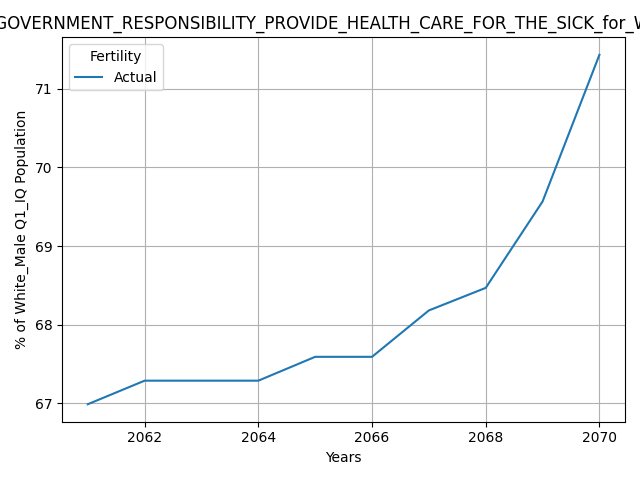 GOVERNMENT_RESPONSIBILITY_PROVIDE_HEALTH_CARE_FOR_THE_SICK_for_W
Fertility
Actual
% of White_Male Q1_IQ Population
71
70
69
68
67
2062 2064 2066 2068 2070
Years